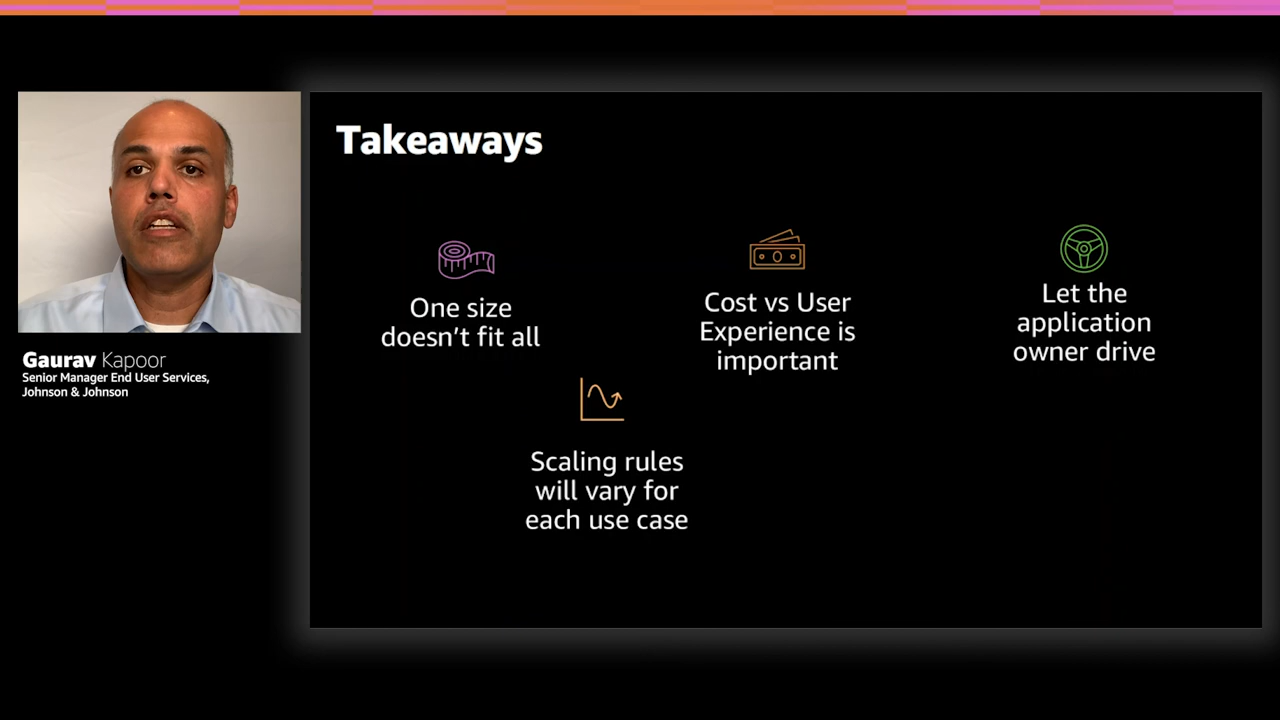 Takeaways
One size
doesn't fit all
Cost vs User
Experience is
important
Let the
application
owner drive
Scaling rules
will vary for
each use case
Gaurav Kapoor
Senior Manager End User Services,
Johnson & Johnson